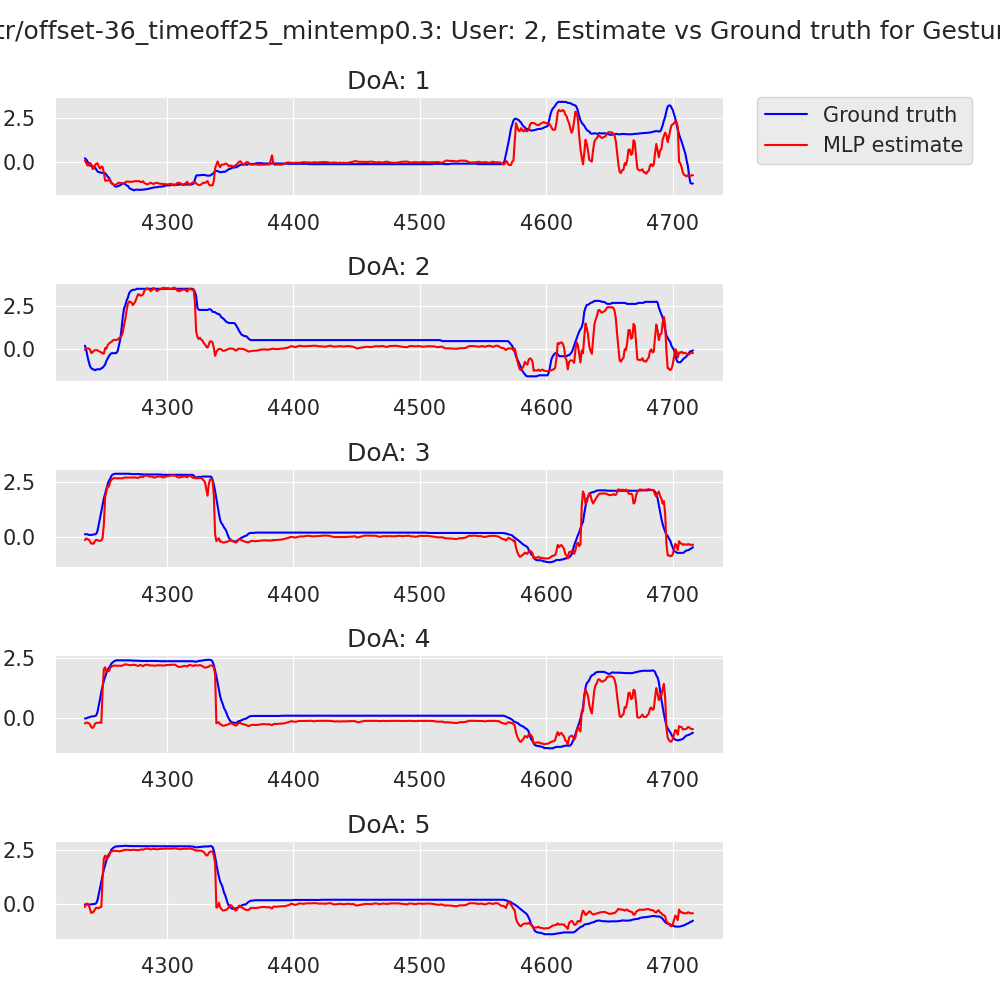 tr/offset-36_timeoff25_mintemp0.3: User: 2, Estimate vs Ground truth for Gestur
DoA: 1
Ground truth
MLP estimate
2.5
0.0
4300 4400 4500 4600 4700
DoA: 2
2.5
0.0
4300 4400 4500 4600 4700
DoA: 3
2.5
0.0
4300 4400 4500 4600 4700
DoA: 4
2.5
0.0
4300 4400 4500 4600 4700
DoA: 5
2.5
0.0
4300 4400 4500 4600 4700